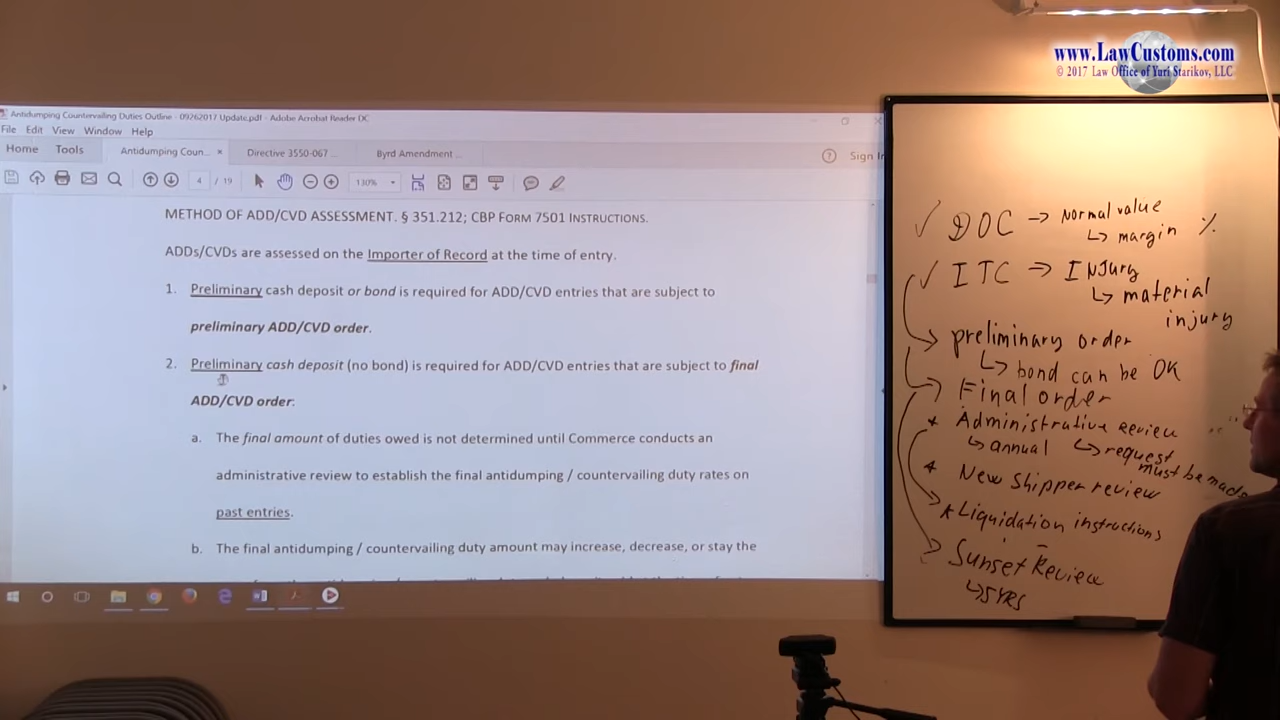 www.LawCustoms.com
© 2017 Law Office of Yuri Starikov, LLC
Antidumping Countervailing Duties Outline - 09262017 Update.pdf - Adobe Acrobat Reader DC
File Edit View Window Help
Home Tools Antidumping Coun... × Directive 3550-067 ... Byrd Amendment ... Sign In
4 / 19 130%
METHOD OF ADD/CVD ASSESSMENT. § 351.212; CBP FORM 7501 INSTRUCTIONS.
ADDs/CVDs are assessed on the Importer of Record at the time of entry.
1. Preliminary cash deposit or bond is required for ADD/CVD entries that are subject to
preliminary ADD/CVD order.
2. Preliminary cash deposit (no bond) is required for ADD/CVD entries that are subject to final
ADD/CVD order.
a. The final amount of duties owed is not determined until Commerce conducts an
administrative review to establish the final antidumping / countervailing duty rates on
past entries.
b. The final antidumping / countervailing duty amount may increase, decrease, or stay the
✓ DOC → Normal value
↳ margin %
✓ ITC → INJury
↳ material
injury
preliminary order
↳ bond can be OK
Final order
* Administrative review
↳ annual ↳ request
must be made
* New Shipper review
* Liquidation instructions
Sunset Review
↳ 5 YRS